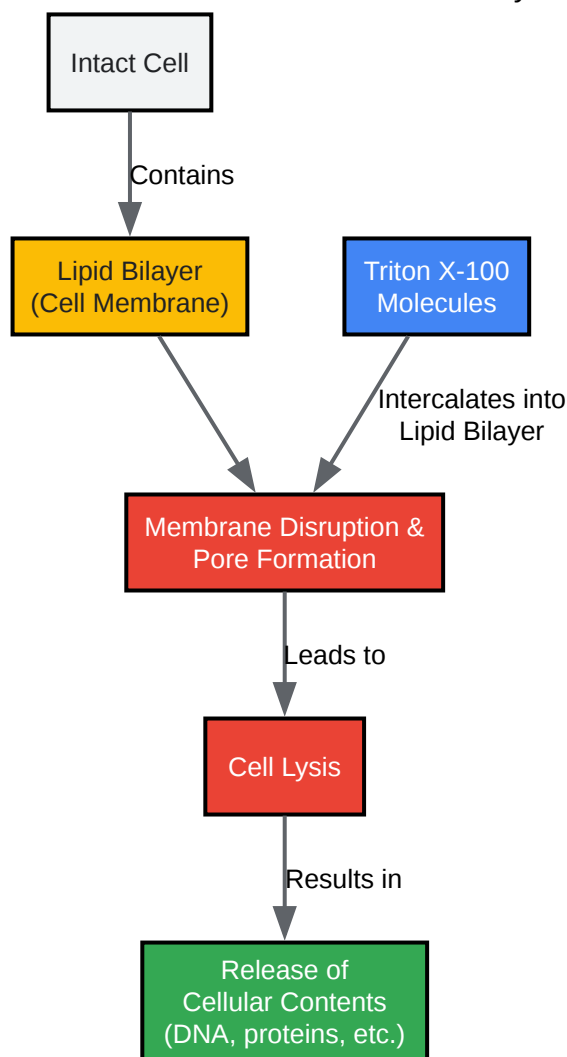 Intact Cell
Contains
Lipid Bilayer
(Cell Membrane)
Triton X-100
Molecules
Intercalates into
Lipid Bilayer
Membrane Disruption &
Pore Formation
Leads to
Cell Lysis
Results in
Release of
Cellular Contents
(DNA, proteins, etc.)